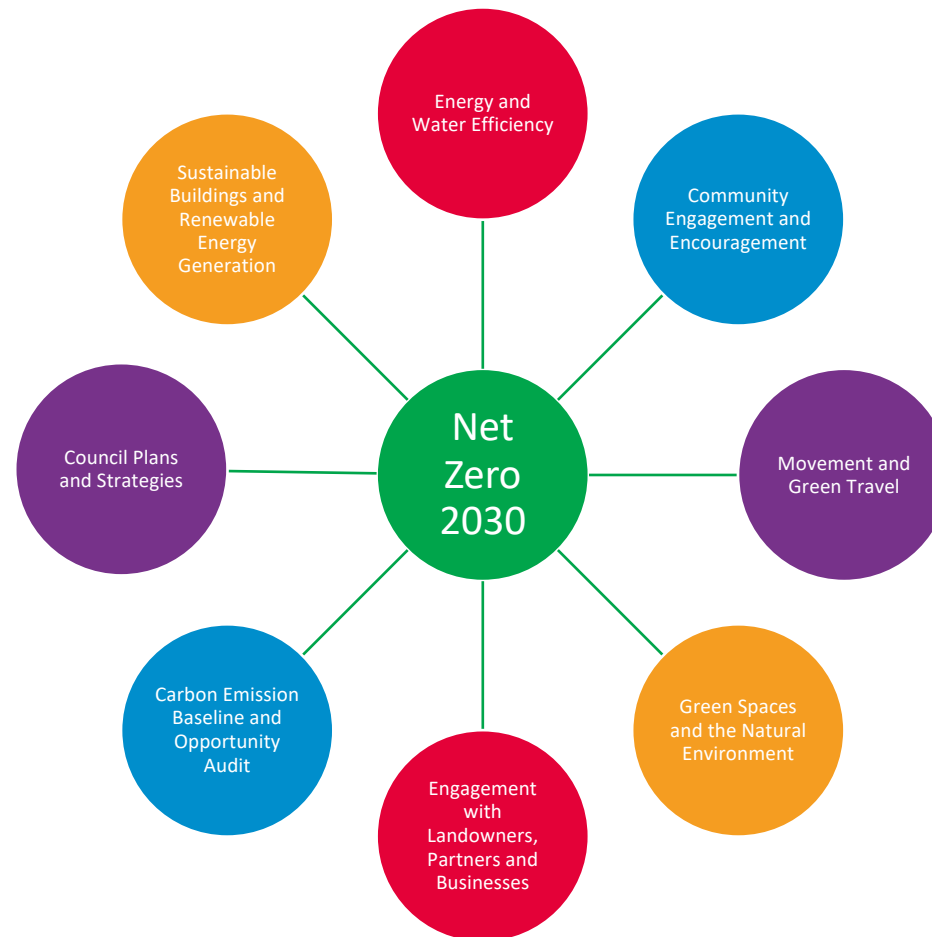 Energy and
Water Efficiency
Community
Engagement and
Encouragement
Movement and
Green Travel
Green Spaces
and the Natural
Environment
Engagement
with
Landowners,
Partners and
Businesses
Carbon Emission
Baseline and
Opportunity
Audit
Council Plans
and Strategies
Sustainable
Buildings and
Renewable
Energy
Generation
Net
Zero
2030